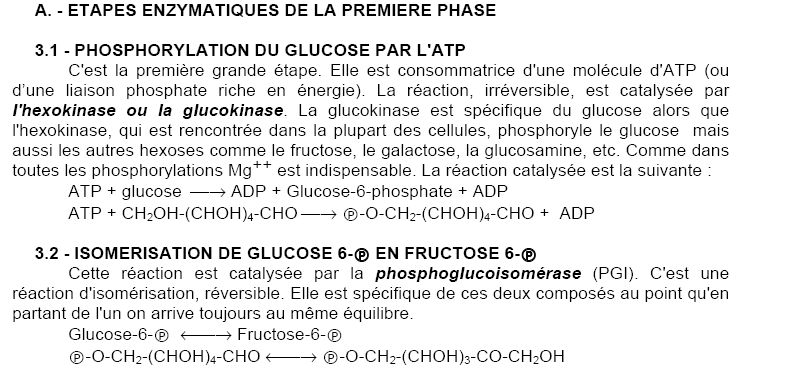 A. - ETAPES ENZYMATIQUES DE LA PREMIERE PHASE
3.1 - PHOSPHORYLATION DU GLUCOSE PAR L'ATP
C'est la première grande étape. Elle est consommatrice d'une molécule d'ATP (ou
d'une liaison phosphate riche en énergie). La réaction, irréversible, est catalysée par
l'hexokinase ou la glucokinase. La glucokinase est spécifique du glucose alors que
l'hexokinase, qui est rencontrée dans la plupart des cellules, phosphoryle le glucose mais
aussi les autres hexoses comme le fructose, le galactose, la glucosamine, etc. Comme dans
toutes les phosphorylations Mg⁺⁺ est indispensable. La réaction catalysée est la suivante :
ATP + glucose ⟶ ADP + Glucose-6-phosphate + ADP
ATP + CH₂OH-(CHOH)₄-CHO ⟶ Ⓟ-O-CH₂-(CHOH)₄-CHO + ADP
3.2 - ISOMERISATION DE GLUCOSE 6-Ⓟ EN FRUCTOSE 6-Ⓟ
Cette réaction est catalysée par la phosphoglucoisomérase (PGI). C'est une
réaction d'isomérisation, réversible. Elle est spécifique de ces deux composés au point qu'en
partant de l'un on arrive toujours au même équilibre.
Glucose-6-Ⓟ ⟷ Fructose-6-Ⓟ
Ⓟ-O-CH₂-(CHOH)₄-CHO ⟷ Ⓟ-O-CH₂-(CHOH)₃-CO-CH₂OH